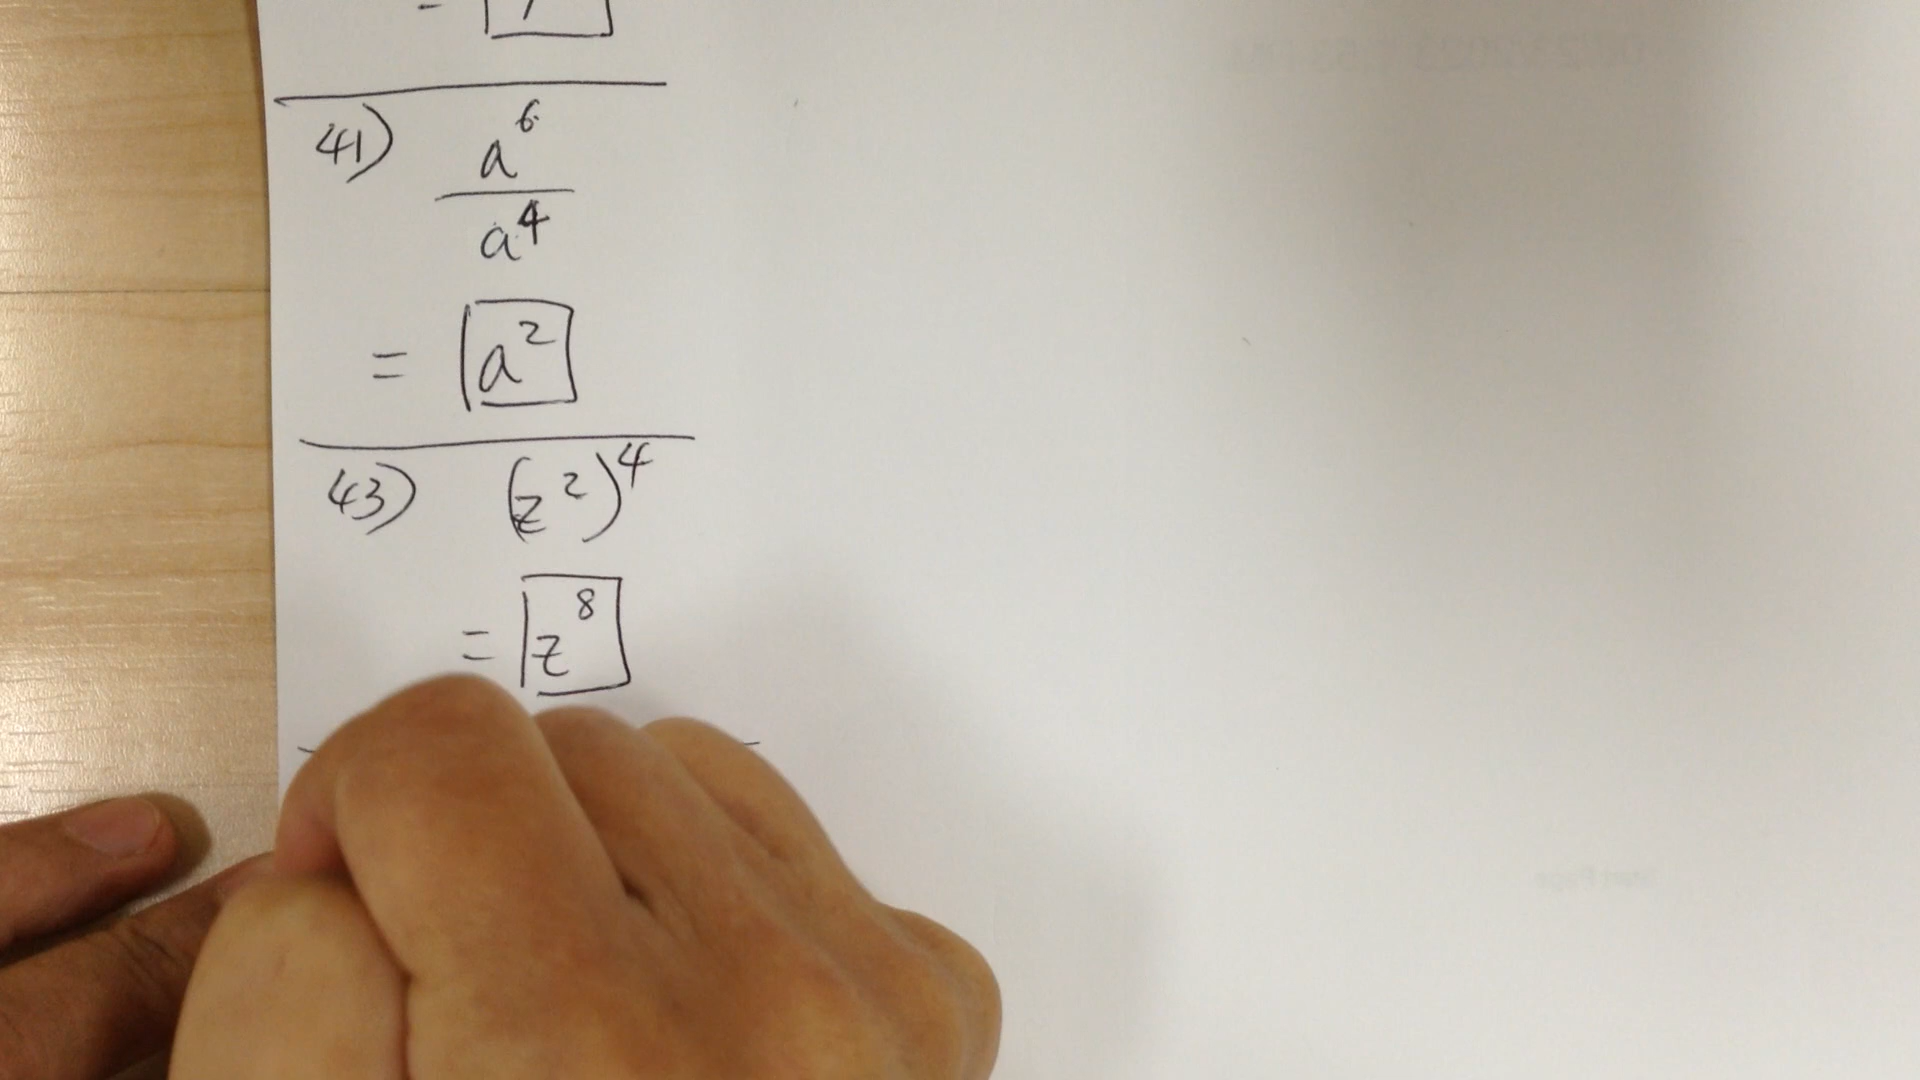 41) a⁶
a⁴
= a²
43) (z²)⁴
= z⁸